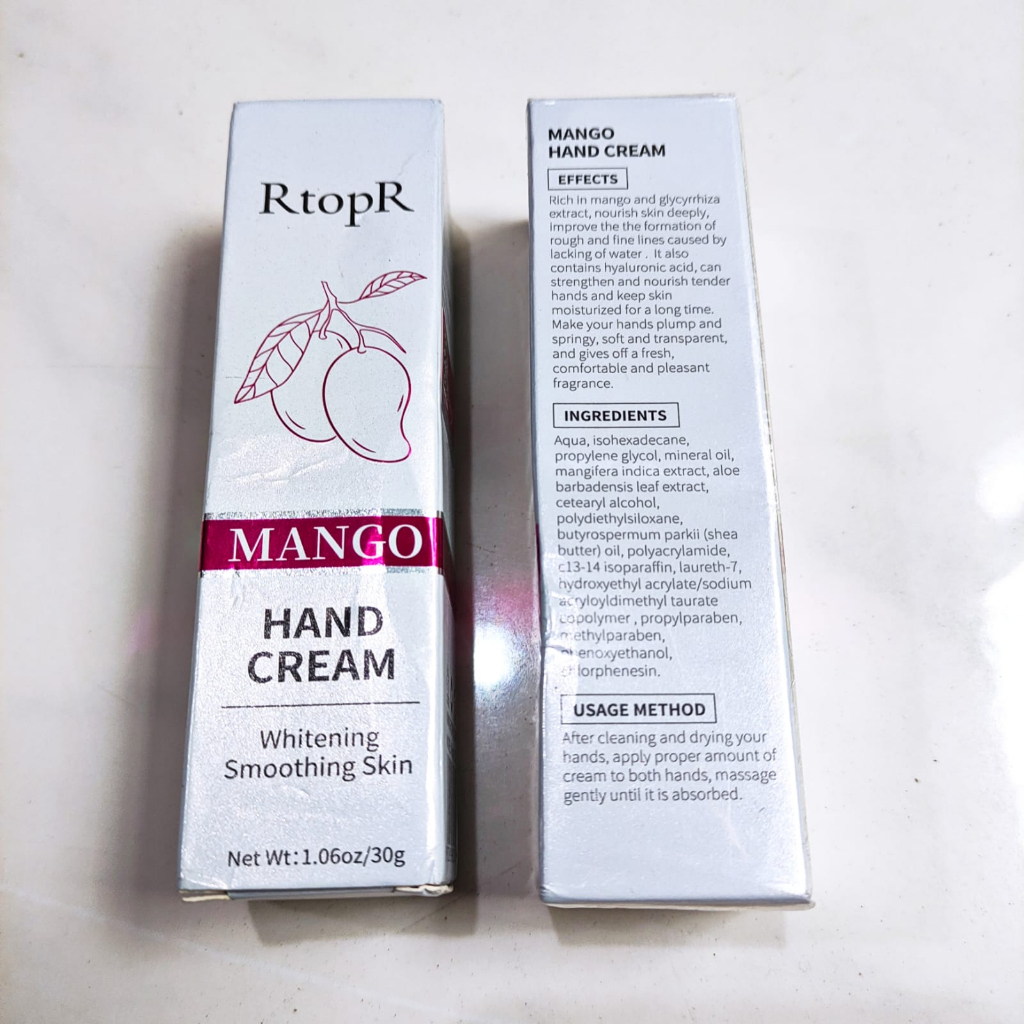 RtopR
MANGO
HAND
CREAM
Whitening
Smoothing Skin
Net Wt:1.06oz/30g
MANGO
HAND CREAM
EFFECTS
Rich in mango and glycyrrhiza
extract, nourish skin deeply,
improve the the formation of
rough and fine lines caused by
lacking of water . It also
contains hyaluronic acid, can
strengthen and nourish tender
hands and keep skin
moisturized for a long time.
Make your hands plump and
springy, soft and transparent,
and gives off a fresh,
comfortable and pleasant
fragrance.
INGREDIENTS
Aqua, isohexadecane,
propylene glycol, mineral oil,
mangifera indica extract, aloe
barbadensis leaf extract,
cetearyl alcohol,
polydiethylsiloxane,
butyrospermum parkii (shea
butter) oil, polyacrylamide,
c13-14 isoparaffin, laureth-7,
hydroxyethyl acrylate/sodium
acryloyldimethyl taurate
copolymer , propylparaben,
methylparaben,
phenoxyethanol,
chlorphenesin.
USAGE METHOD
After cleaning and drying your
hands, apply proper amount of
cream to both hands, massage
gently until it is absorbed.